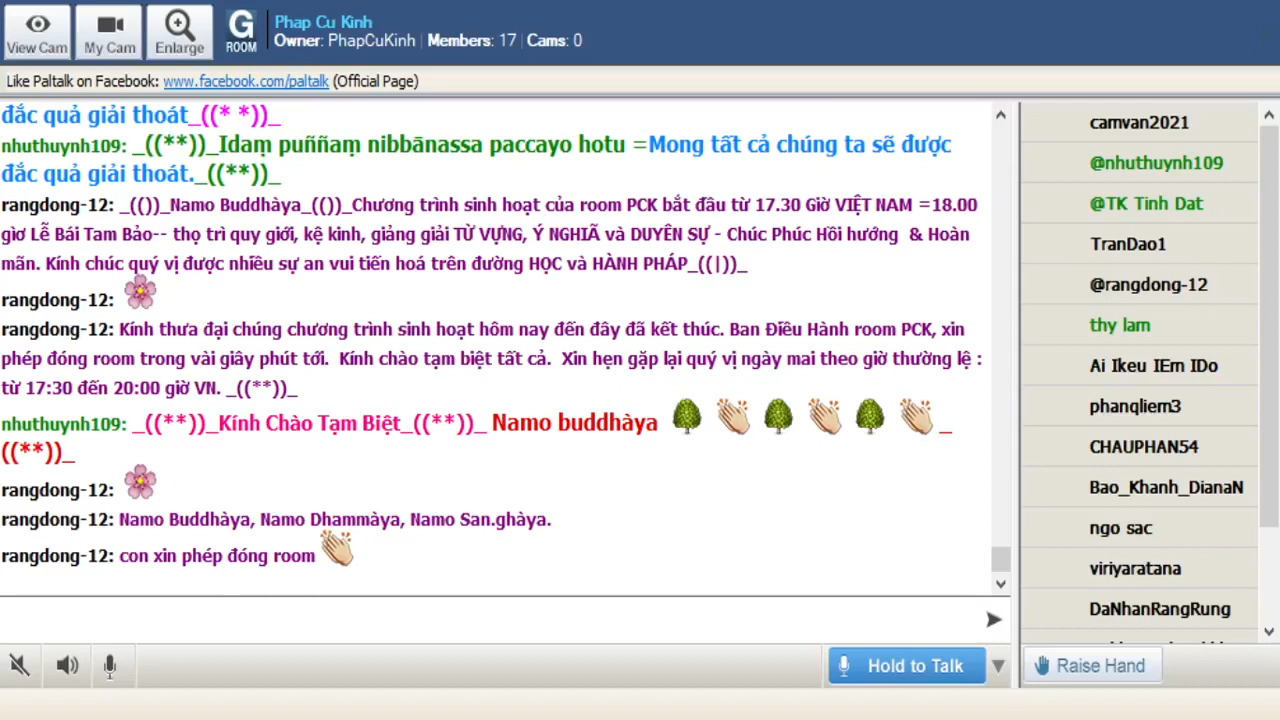 View Cam
My Cam
Enlarge
G
ROOM
Phap Cu Kinh
Owner: PhapCuKinh | Members: 17 | Cams: 0
Like Paltalk on Facebook: www.facebook.com/paltalk (Official Page)
đắc quả giải thoát_((* *))_
nhuthuynh109: _((**))_Idaṃ puññaṃ nibbānassa paccayo hotu =Mong tất cả chúng ta sẽ được
đắc quả giải thoát._((**))_
rangdong-12: _(())_Namo Buddhàya_(())_Chương trình sinh hoạt của room PCK bắt đầu từ 17.30 Giờ VIỆT NAM =18.00
giờ Lễ Bái Tam Bảo-- thọ trì quy giới, kệ kinh, giảng giải TỪ VỰNG, Ý NGHIÃ và DUYÊN SỰ - Chúc Phúc Hồi hướng & Hoàn
mãn. Kính chúc quý vị được nhiều sự an vui tiến hoá trên đường HỌC và HÀNH PHÁP_((|))_
rangdong-12:
rangdong-12: Kính thưa đại chúng chương trình sinh hoạt hôm nay đến đây đã kết thúc. Ban Điều Hành room PCK, xin
phép đóng room trong vài giây phút tới. Kính chào tạm biệt tất cả. Xin hẹn gặp lại quý vị ngày mai theo giờ thường lệ :
từ 17:30 đến 20:00 giờ VN. _((**))_
nhuthuynh109: _((**))_Kính Chào Tạm Biệt_((**))_ Namo buddhàya _
((**))_
rangdong-12:
rangdong-12: Namo Buddhàya, Namo Dhammàya, Namo San.ghàya.
rangdong-12: con xin phép đóng room
Hold to Talk
camvan2021
@nhuthuynh109
@TK Tinh Dat
TranDao1
@rangdong-12
thy lam
Ai Ikeu IEm IDo
phanqliem3
CHAUPHAN54
Bao_Khanh_DianaN
ngo sac
viriyaratana
DaNhanRangRung
Raise Hand